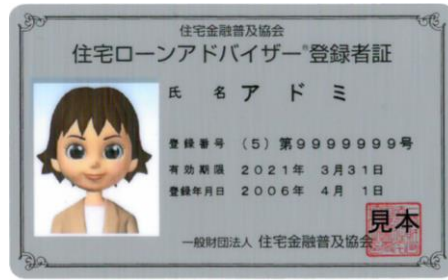 住宅金融普及協会
住宅ローンアドバイザー®登録者証
氏 名 ア ド ミ
登録番号 (5) 第9999999号
有効期限 2021年 3月31日
登録年月日 2006年 4月 1日
見本
一般財団法人 住宅金融普及協会